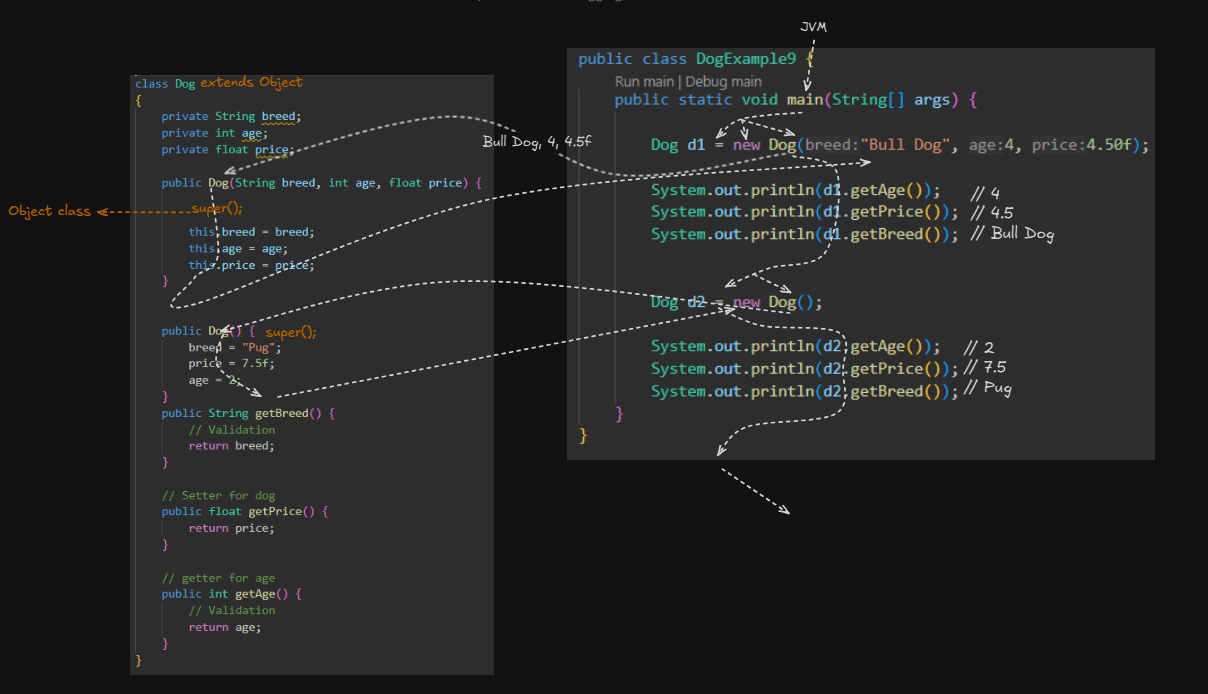 class Dog extends Object
{
private String breed;
private int age;
private float price;
public Dog(String breed, int age, float price) {
Object class
super();
this.breed = breed;
this.age = age;
this.price = price;
}
public Dog() { super();
breed = "Pug";
price = 7.5f;
age = 2;
}
public String getBreed() {
// Validation
return breed;
}
// Setter for dog
public float getPrice() {
return price;
}
// getter for age
public int getAge() {
// Validation
return age;
}
}
Bull Dog, 4, 4.5f
JVM
public class DogExample9 {
Run main | Debug main
public static void main(String[] args) {
Dog d1 = new Dog(breed:"Bull Dog", age:4, price:4.50f);
System.out.println(d1.getAge()); // 4
System.out.println(d1.getPrice()); // 4.5
System.out.println(d1.getBreed()); // Bull Dog
Dog d2 = new Dog();
System.out.println(d2.getAge()); // 2
System.out.println(d2.getPrice()); // 7.5
System.out.println(d2.getBreed()); // Pug
}
}